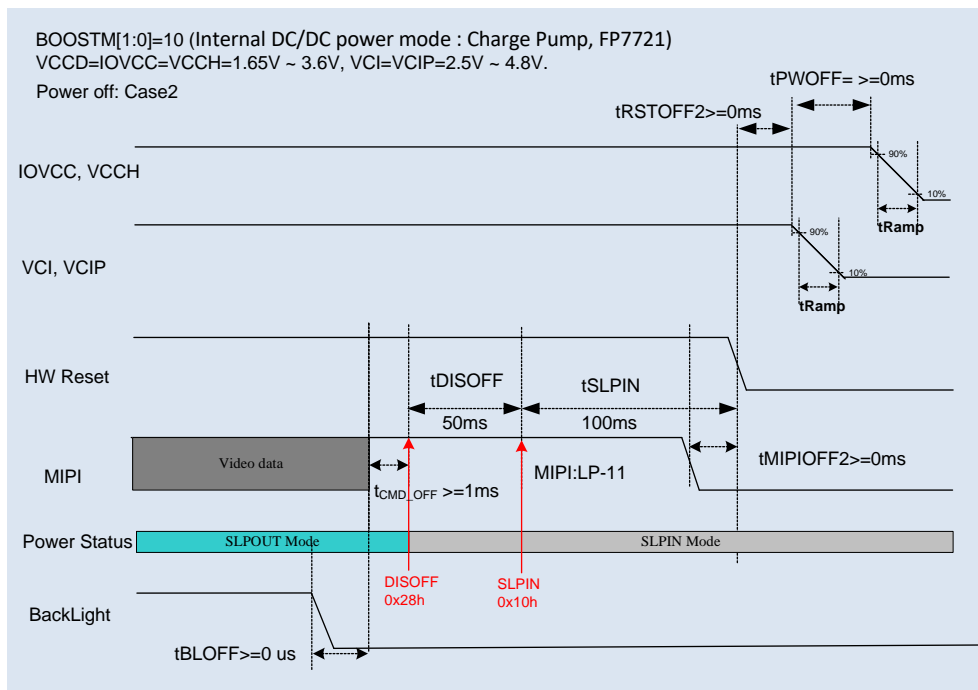 BOOSTM[1:0]=10 (Internal DC/DC power mode : Charge Pump, FP7721)
VCCD=IOVCC=VCCH=1.65V ~ 3.6V, VCI=VCIP=2.5V ~ 4.8V.
Power off: Case2
tPWOFF= >=0ms
tRSTOFF2>=0ms
IOVCC, VCCH
90%
10%
tRamp
VCI, VCIP
90%
10%
tRamp
HW Reset
tDISOFF
tSLPIN
50ms
100ms
MIPI
Video data
tCMD_OFF >=1ms
MIPI:LP-11
tMIPIOFF2>=0ms
Power Status
SLPOUT Mode
SLPIN Mode
DISOFF
0x28h
SLPIN
0x10h
BackLight
tBLOFF>=0 us